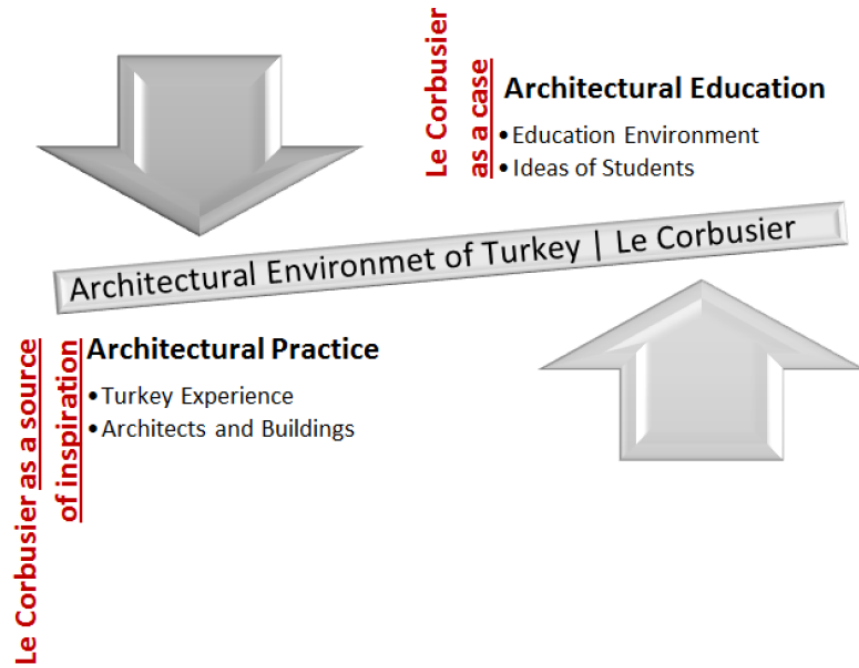 Le Corbusier
as a case
Architectural Education
•Education Environment
•Ideas of Students
Architectural Environmet of Turkey | Le Corbusier
Le Corbusier as a source
of inspiration
Architectural Practice
•Turkey Experience
•Architects and Buildings